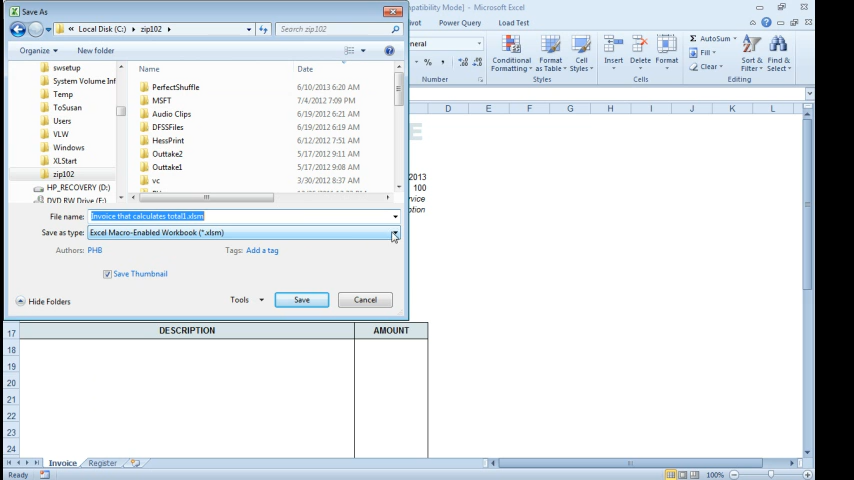 Save As
[Compatibility Mode] - Microsoft Excel
Local Disk (C:) ▸ zip102 ▸
Search zip102
Power Query
Load Test
Organize
New folder
Name
Date
swsetup
System Volume Inf
Temp
ToSusan
Users
VLW
Windows
XLStart
zip102
HP_RECOVERY (D:)
DVD RW Drive (F:)
PerfectShuffle 6/10/2013 6:20 AM
MSFT 7/4/2012 7:09 PM
Audio Clips 6/19/2012 6:21 AM
DFSSFiles 6/19/2012 6:19 AM
HessPrint 6/12/2012 7:51 AM
Outtake2 5/17/2012 9:11 AM
Outtake1 5/17/2012 9:08 AM
vc 3/30/2012 8:37 AM
File name: Invoice that calculates total1.xlsm
Save as type: Excel Macro-Enabled Workbook (*.xlsm)
Authors: PHB
Tags: Add a tag
Save Thumbnail
Hide Folders
Tools
Save
Cancel
% ,
Conditional Formatting
Format as Table
Cell Styles
Insert
Delete
Format
Σ AutoSum
Fill
Clear
Sort & Filter
Find & Select
Number
Styles
Cells
Editing
D E F G H I J K L
E
2013
100
17 DESCRIPTION AMOUNT
18
19
20
21
22
23
24
Invoice
Register
Ready
100%